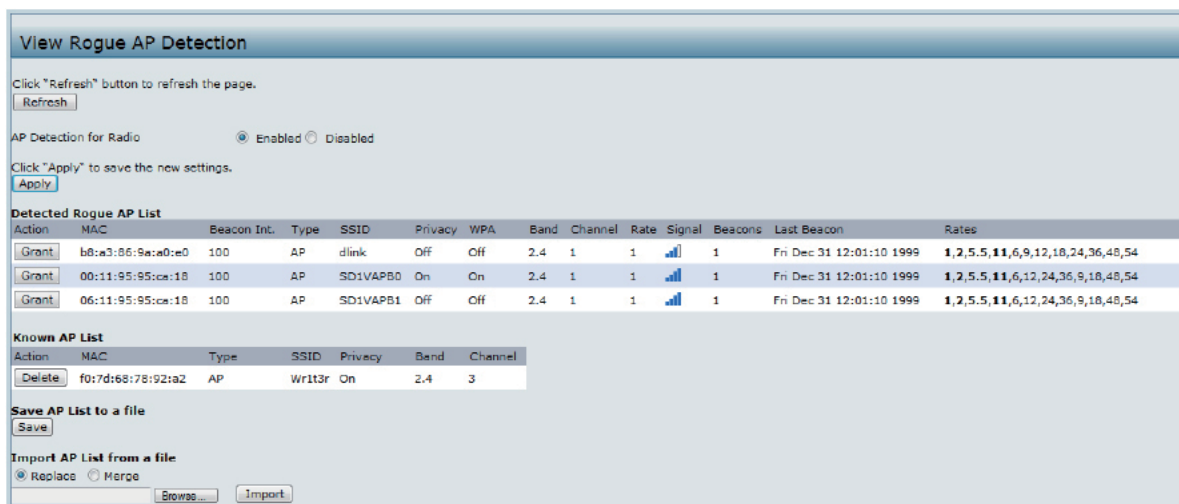 View Rogue AP Detection
Click "Refresh" button to refresh the page.
Refresh
AP Detection for Radio Enabled Disabled
Click "Apply" to save the new settings.
Apply
Detected Rogue AP List
Action MAC Beacon Int. Type SSID Privacy WPA Band Channel Rate Signal Beacons Last Beacon Rates
Grant b8:a3:86:9a:a0:e0 100 AP dlink Off Off 2.4 1 1 1 Fri Dec 31 12:01:10 1999 1,2,5.5,11,6,9,12,18,24,36,48,54
Grant 00:11:95:95:ca:18 100 AP SD1VAPB0 On On 2.4 1 1 1 Fri Dec 31 12:01:10 1999 1,2,5.5,11,6,12,24,36,9,18,48,54
Grant 06:11:95:95:ca:18 100 AP SD1VAPB1 Off Off 2.4 1 1 1 Fri Dec 31 12:01:10 1999 1,2,5.5,11,6,12,24,36,9,18,48,54
Known AP List
Action MAC Type SSID Privacy Band Channel
Delete f0:7d:68:78:92:a2 AP Wr1t3r On 2.4 3
Save AP List to a file
Save
Import AP List from a file
Replace Merge
Browse... Import